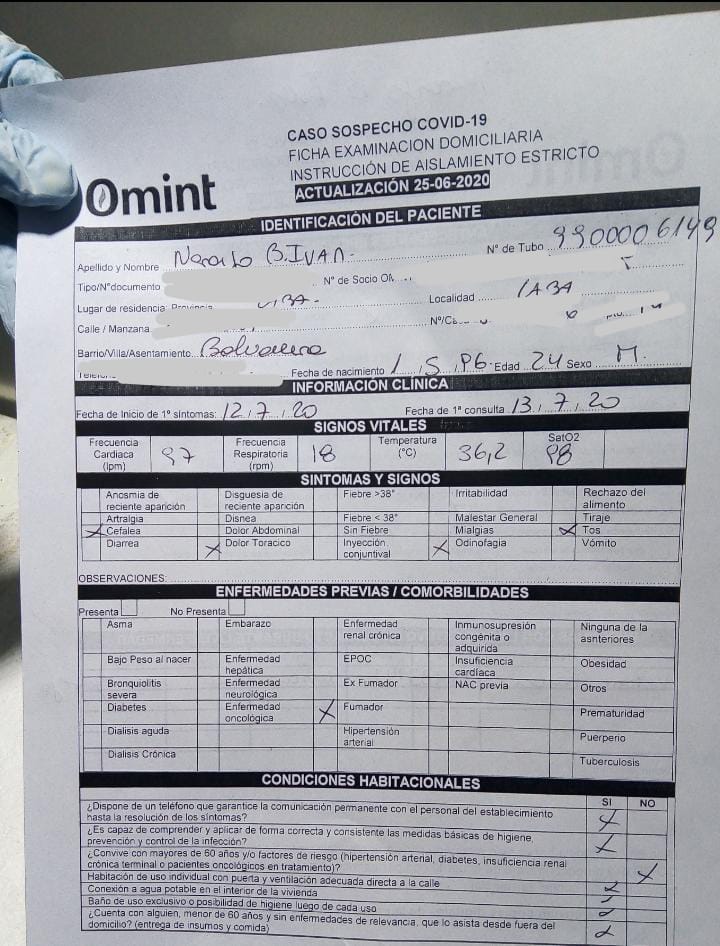 CASO SOSPECHO COVID-19
FICHA EXAMINACION DOMICILIARIA
INSTRUCCIÓN DE AISLAMIENTO ESTRICTO
ACTUALIZACIÓN 25-06-2020
Omint
IDENTIFICACIÓN DEL PACIENTE
Apellido y Nombre B. IVAN. N° de Tubo 9900006149
Tipo/N°documento N° de Socio
Lugar de residencia: Provincia Localidad
Calle / Manzana
Barrio/Villa/Asentamiento Balvanera
Fecha de nacimiento Edad 24 Sexo M.
INFORMACIÓN CLÍNICA
Fecha de Inicio de 1º síntomas: 12/7/20 Fecha de 1ª consulta 13/7/20
SIGNOS VITALES
Frecuencia Cardiaca (lpm) 97 Frecuencia Respiratoria (rpm) 18 Temperatura (°C) 36,2 SatO2 98
SINTOMAS Y SIGNOS
Anosmia de reciente aparición Disguesia de reciente aparición Fiebre >38° Irritabilidad Rechazo del alimento
Artralgia Disnea Fiebre < 38° Malestar General Tiraje
X Cefalea Dolor Abdominal Sin Fiebre Mialgias X Tos
Diarrea X Dolor Toracico Inyección conjuntival X Odinofagia Vómito
OBSERVACIONES:
ENFERMEDADES PREVIAS / COMORBILIDADES
Presenta No Presenta
Asma Embarazo Enfermedad renal crónica Inmunosupresión congénita o adquirida Ninguna de la asnteriores
Bajo Peso al nacer Enfermedad hepática EPOC Insuficiencia cardíaca Obesidad
Bronquiolitis severa Enfermedad neurológica Ex Fumador NAC previa Otros
Diabetes Enfermedad oncológica X Fumador Prematuridad
Dialisis aguda Hipertensión arterial Puerperio
Dialisis Crónica Tuberculosis
CONDICIONES HABITACIONALES
SI NO
¿Dispone de un teléfono que garantice la comunicación permanente con el personal del establecimiento
hasta la resolución de los síntomas? X
¿Es capaz de comprender y aplicar de forma correcta y consistente las medidas básicas de higiene,
prevención y control de la infección? X
¿Convive con mayores de 60 años y/o factores de riesgo (hipertensión arterial, diabetes, insuficiencia renal
crónica terminal o pacientes oncológicos en tratamiento)? X
Habitación de uso individual con puerta y ventilación adecuada directa a la calle
Conexión a agua potable en el interior de la vivienda
Baño de uso exclusivo o posibilidad de higiene luego de cada uso
¿Cuenta con alguien, menor de 60 años y sin enfermedades de relevancia, que lo asista desde fuera del
domicilio? (entrega de insumos y comida)